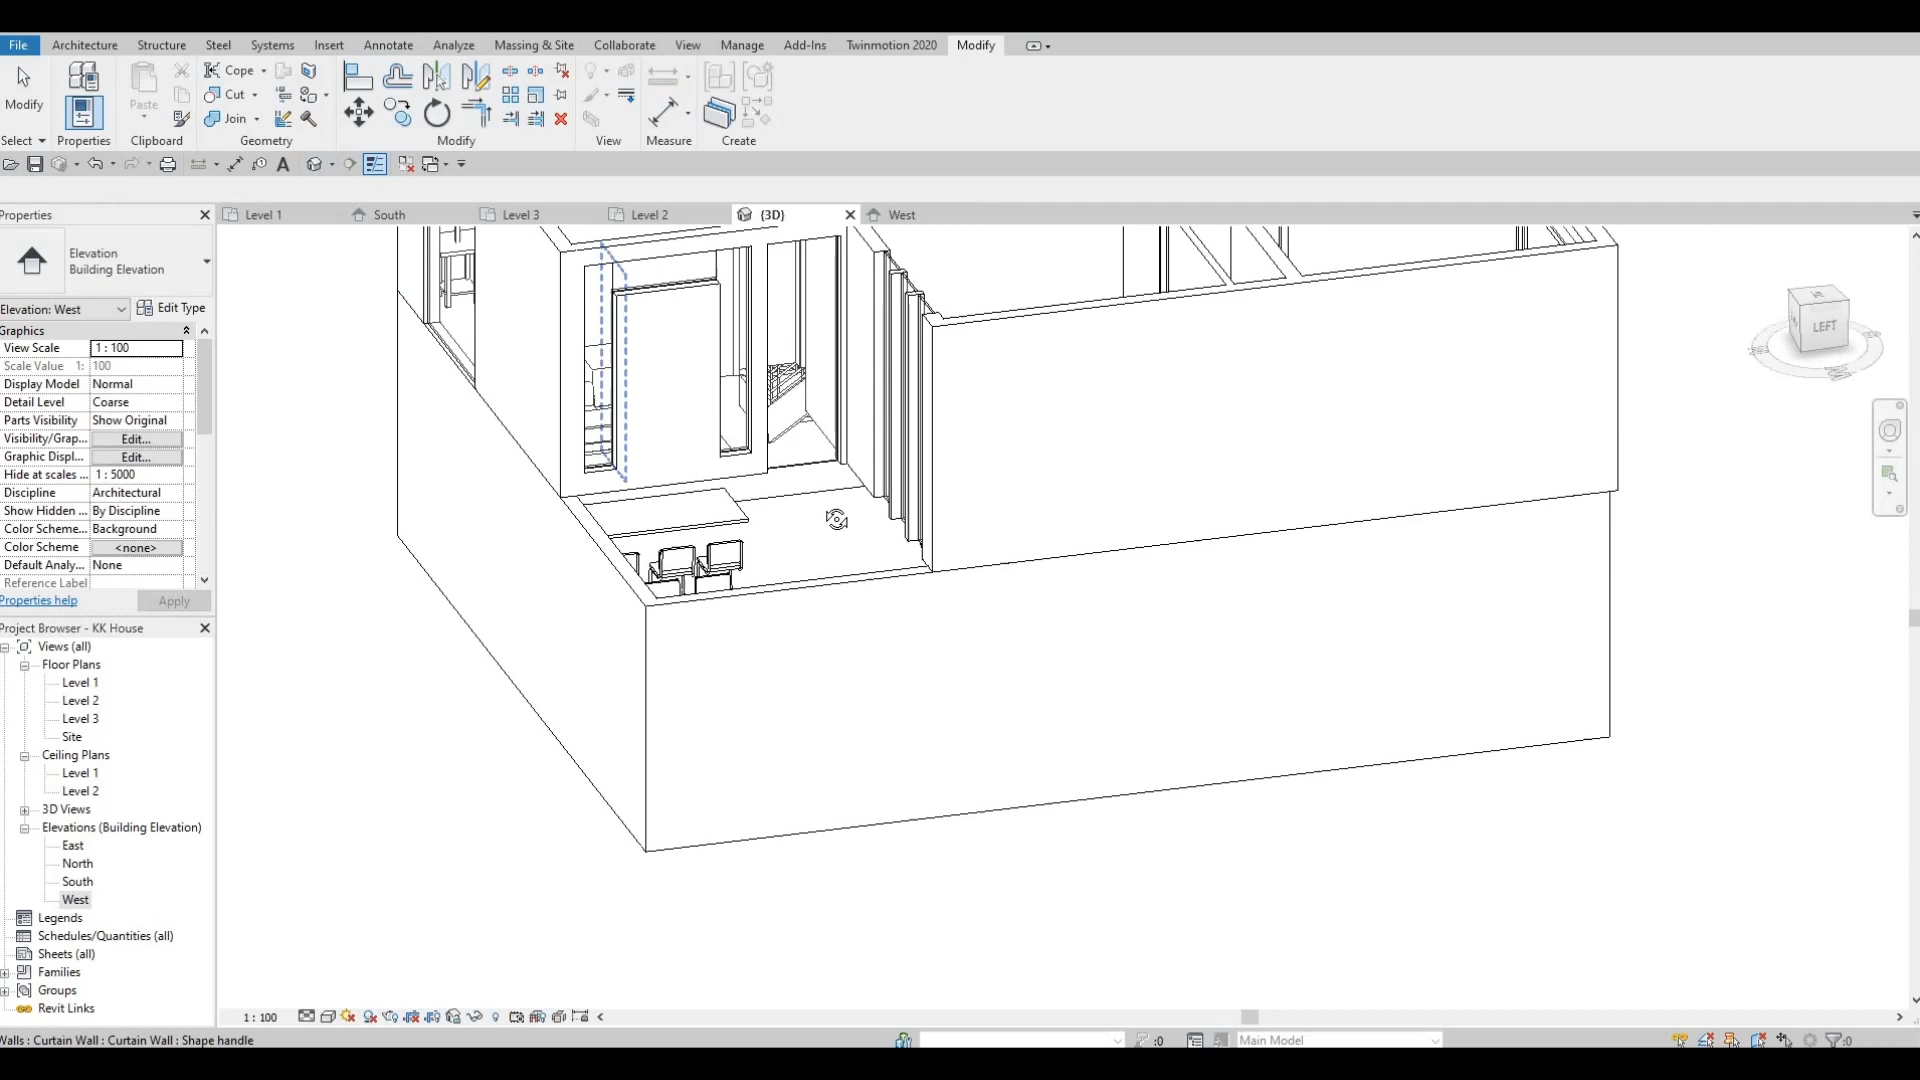 File Architecture Structure Steel Systems Insert Annotate Analyze Massing & Site Collaborate View Manage Add-Ins Twinmotion 2020 Modify
Modify Paste Cope
Cut
Join
Select Properties Clipboard Geometry Modify View Measure Create
A
Properties
Level 1 South Level 3 Level 2 {3D} West
Elevation
Building Elevation
Elevation: West Edit Type
Graphics
View Scale 1 : 100
Scale Value 1: 100
Display Model Normal
Detail Level Coarse
Parts Visibility Show Original
Visibility/Grap... Edit...
Graphic Displ... Edit...
Hide at scales ... 1 : 5000
Discipline Architectural
Show Hidden ... By Discipline
Color Scheme... Background
Color Scheme <none>
Default Analy... None
Reference Label
Properties help Apply
LEFT
Project Browser - KK House
Views (all)
Floor Plans
Level 1
Level 2
Level 3
Site
Ceiling Plans
Level 1
Level 2
3D Views
Elevations (Building Elevation)
East
North
South
West
Legends
Schedules/Quantities (all)
Sheets (all)
Families
Groups
Revit Links
1 : 100
Walls : Curtain Wall : Curtain Wall : Shape handle :0 Main Model :0